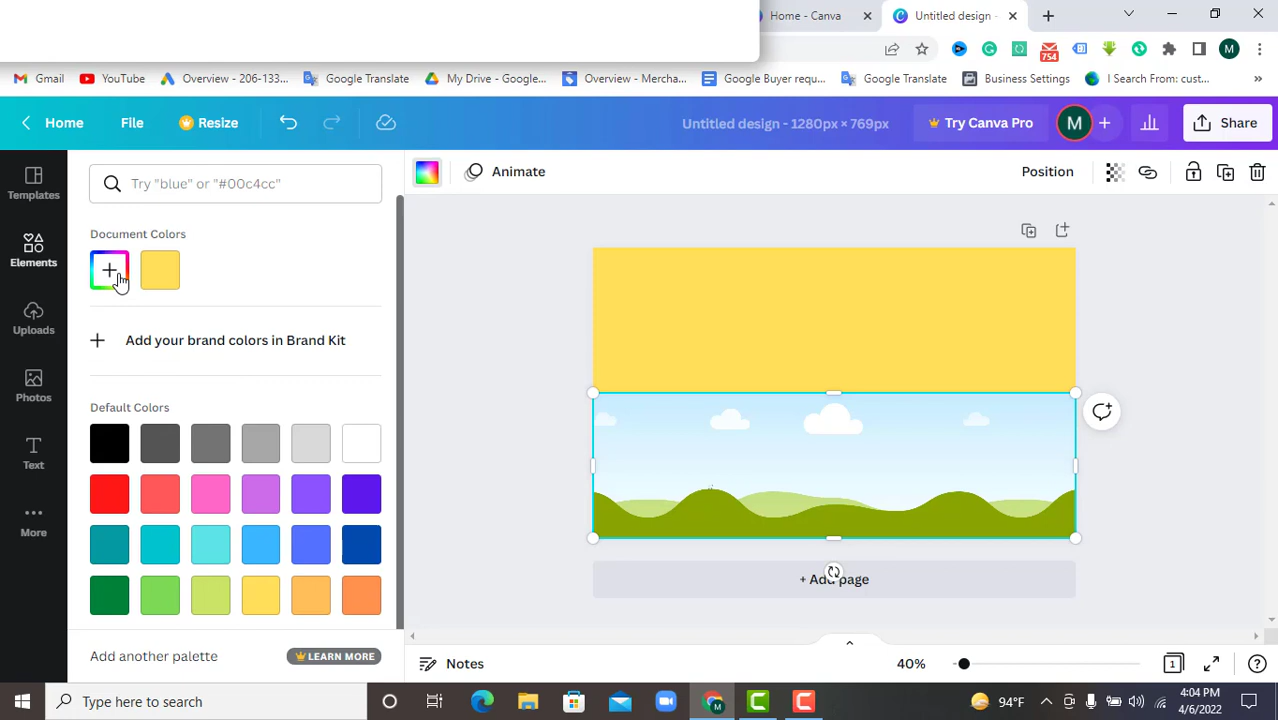 Home - Canva
Untitled design -
754
Gmail
YouTube
Overview - 206-133...
Google Translate
My Drive - Google...
Overview - Mercha...
Google Buyer requ...
Google Translate
Business Settings
I Search From: cust...
»
Home
File
Resize
Untitled design - 1280px × 769px
Try Canva Pro
M
Share
Templates
Elements
Uploads
Photos
Text
More
Try "blue" or "#00c4cc"
Document Colors
Add your brand colors in Brand Kit
Default Colors
Add another palette
LEARN MORE
Animate
Position
+ Add page
Notes
40%
1
Type here to search
94°F
4:04 PM
4/6/2022